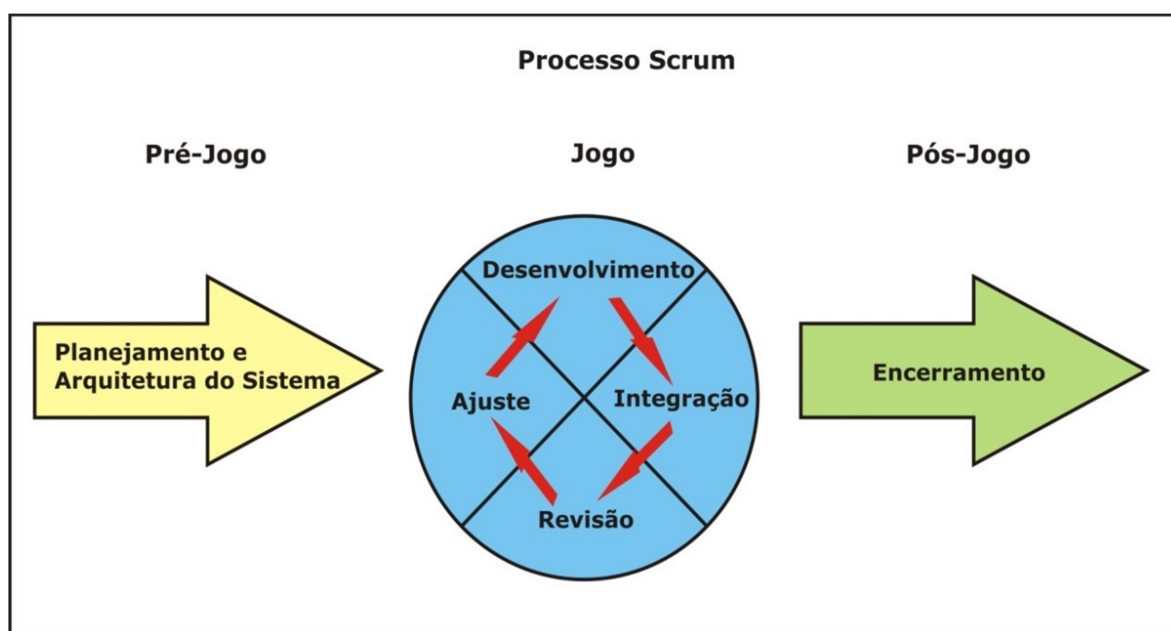 Processo Scrum
Pré-Jogo
Jogo
Pós-Jogo
Planejamento e
Arquitetura do Sistema
Desenvolvimento
Integração
Revisão
Ajuste
Encerramento